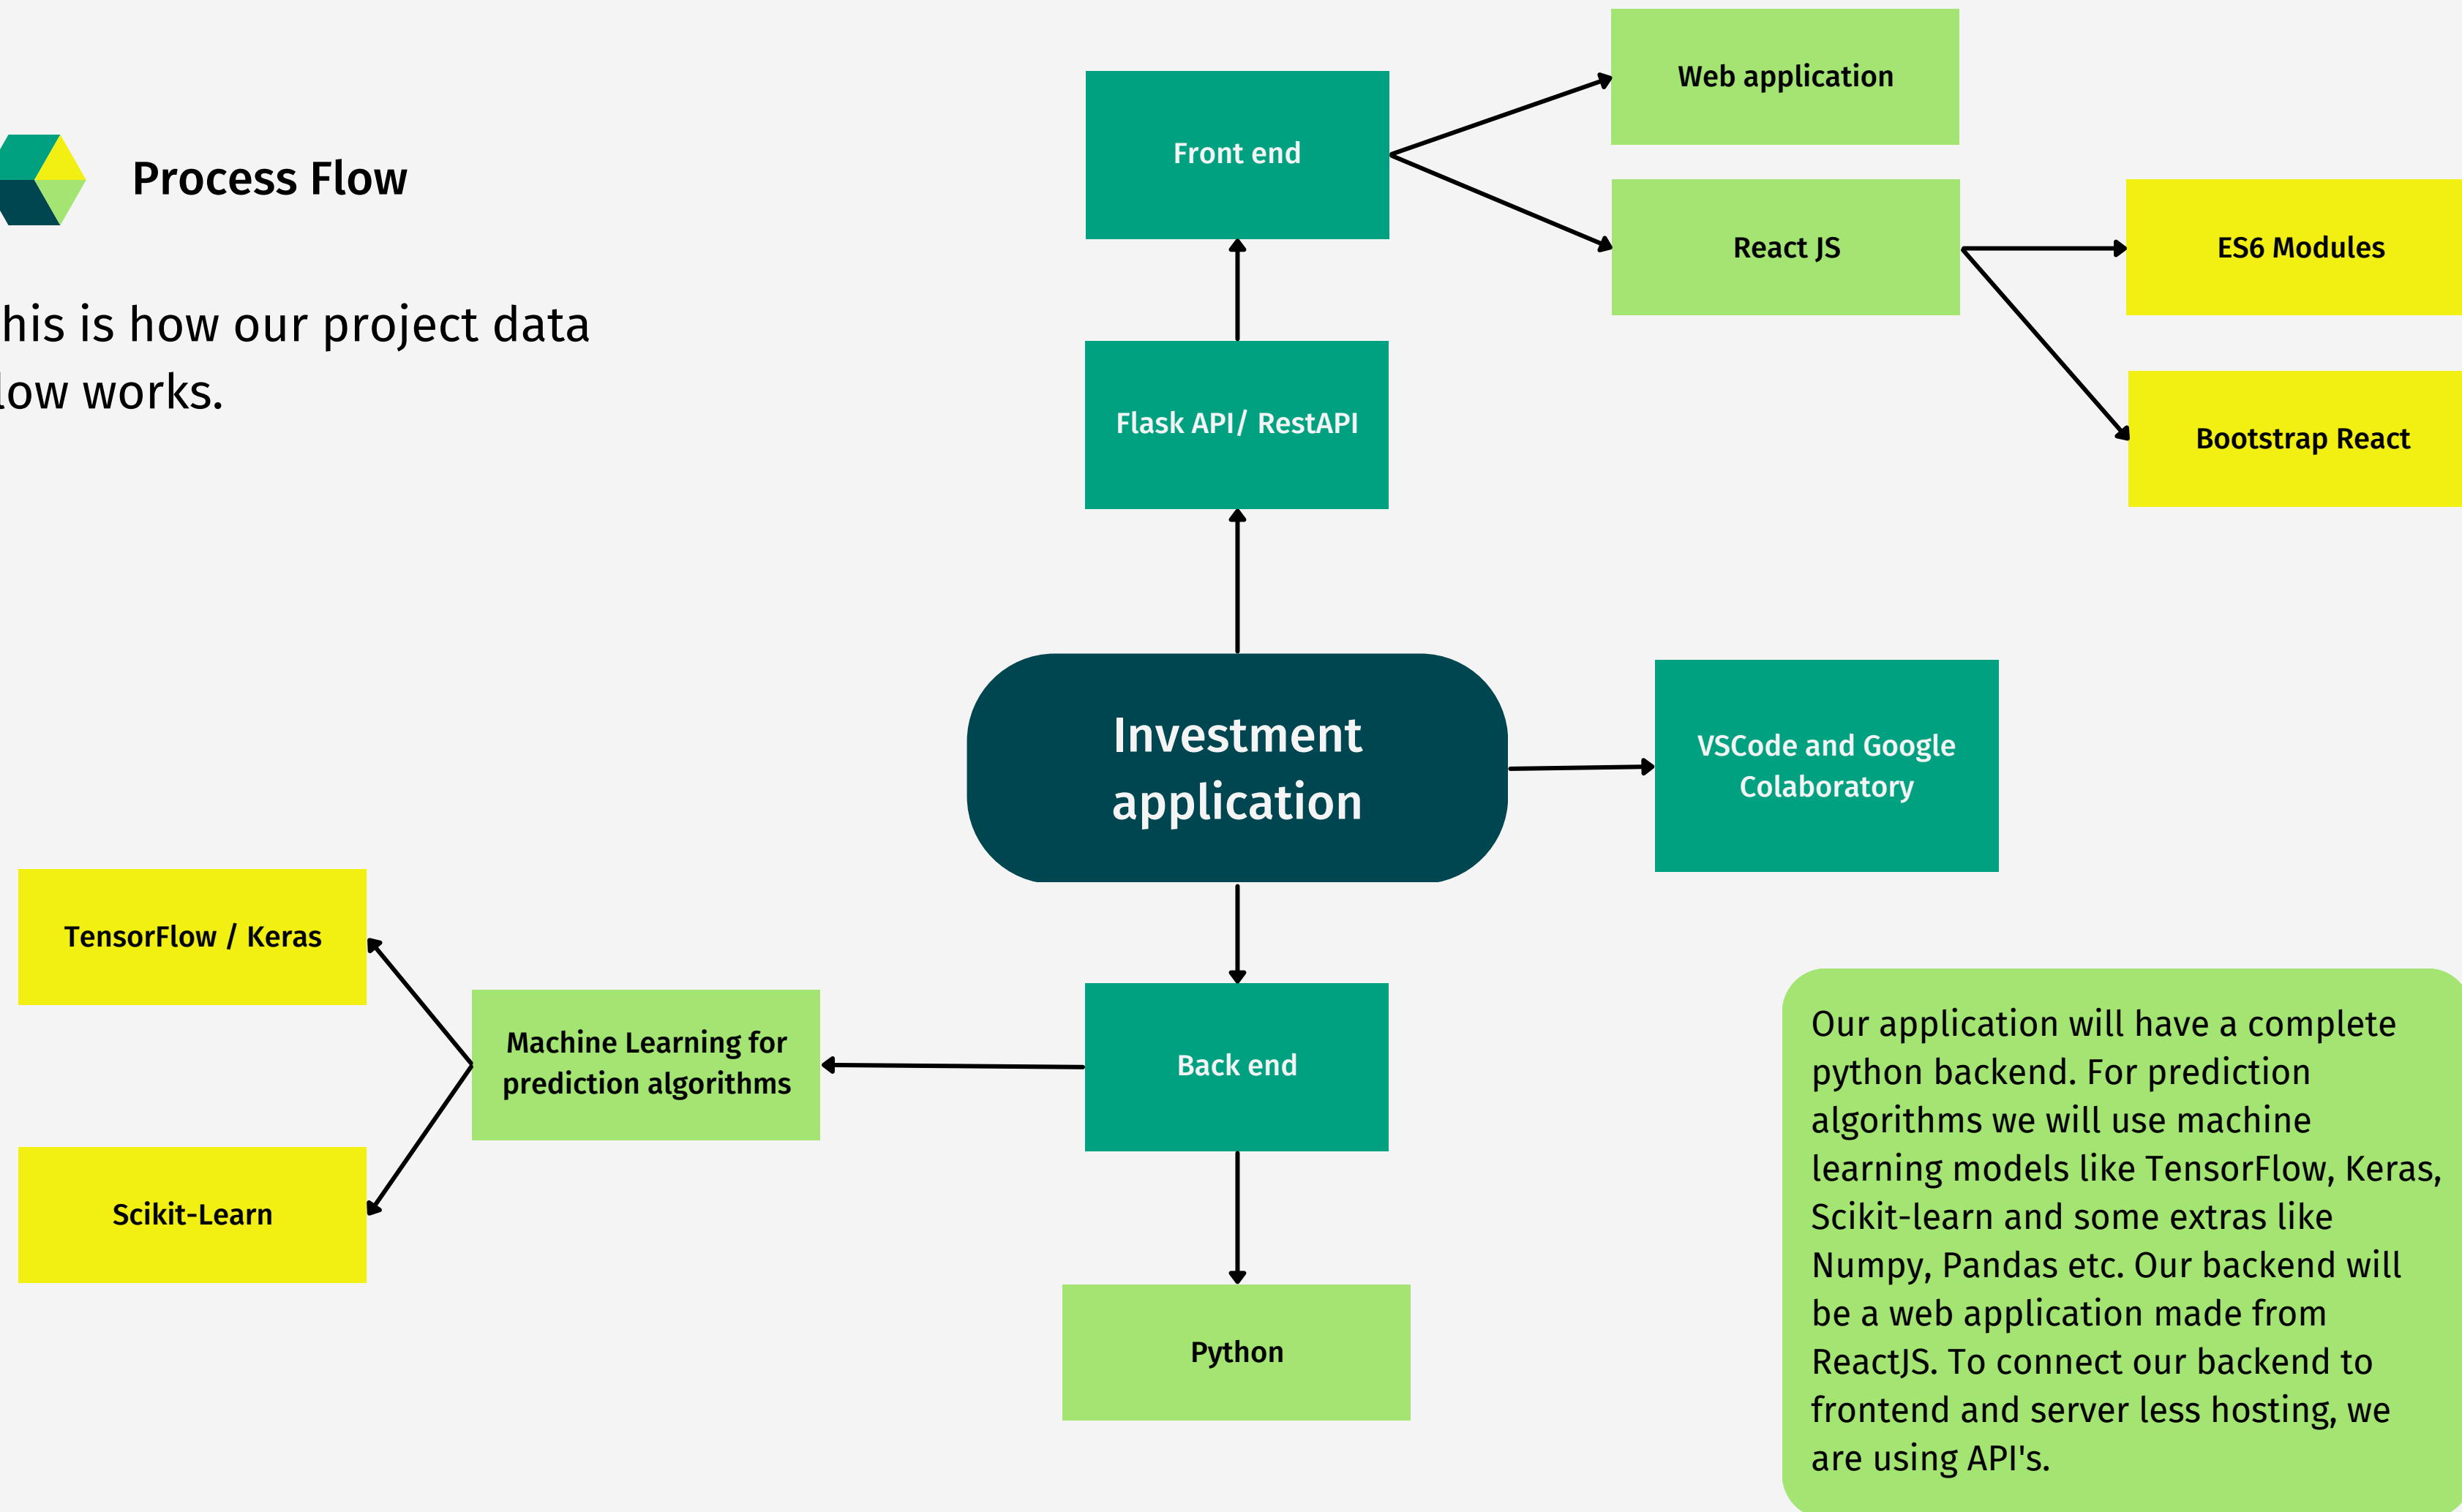 Process Flow
his is how our project data
low works.
Front end
Web application
React JS
ES6 Modules
Bootstrap React
Flask API/ RestAPI
Investment
application
VSCode and Google
Colaboratory
TensorFlow / Keras
Machine Learning for
prediction algorithms
Scikit-Learn
Back end
Python
Our application will have a complete
python backend. For prediction
algorithms we will use machine
learning models like TensorFlow, Keras,
Scikit-learn and some extras like
Numpy, Pandas etc. Our backend will
be a web application made from
ReactJS. To connect our backend to
frontend and server less hosting, we
are using API's.